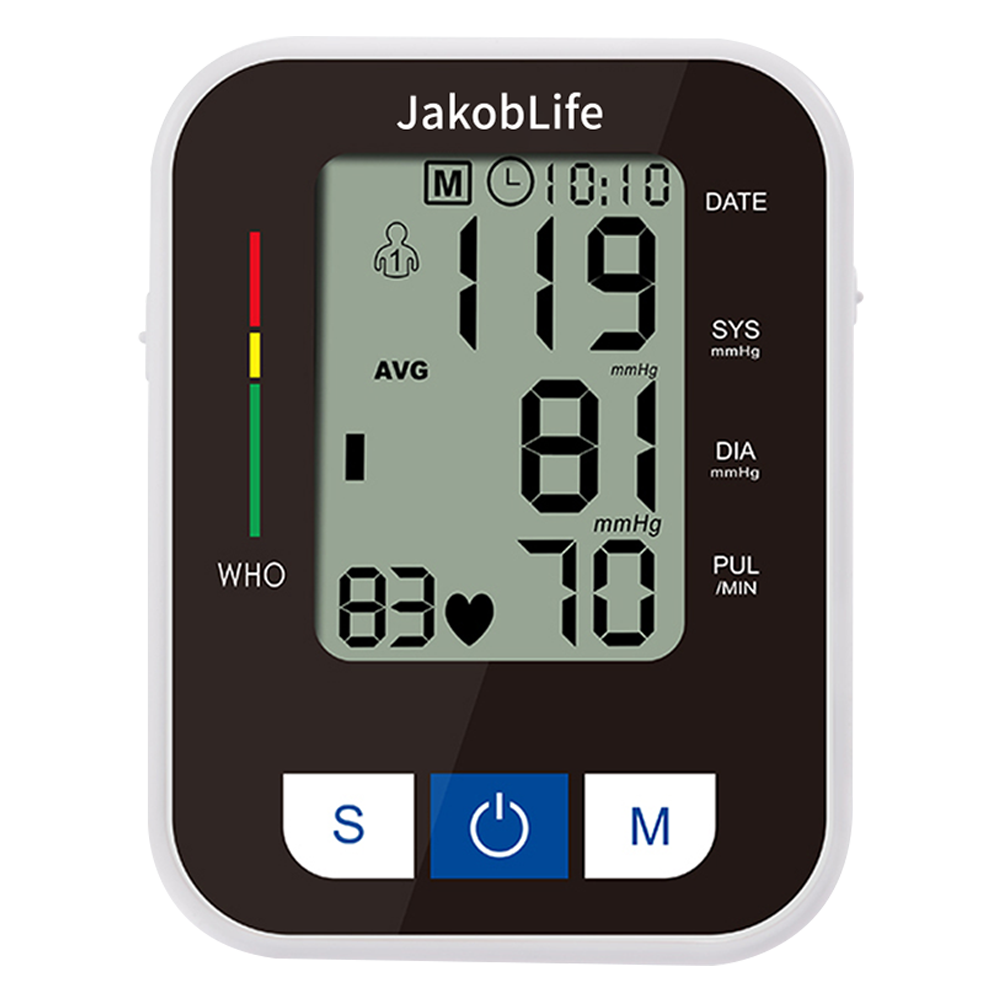 JakobLife
M 10:10
DATE
1
119
SYS
mmHg
AVG
mmHg
81
DIA
mmHg
mmHg
WHO
83 70
PUL
/MIN
S M